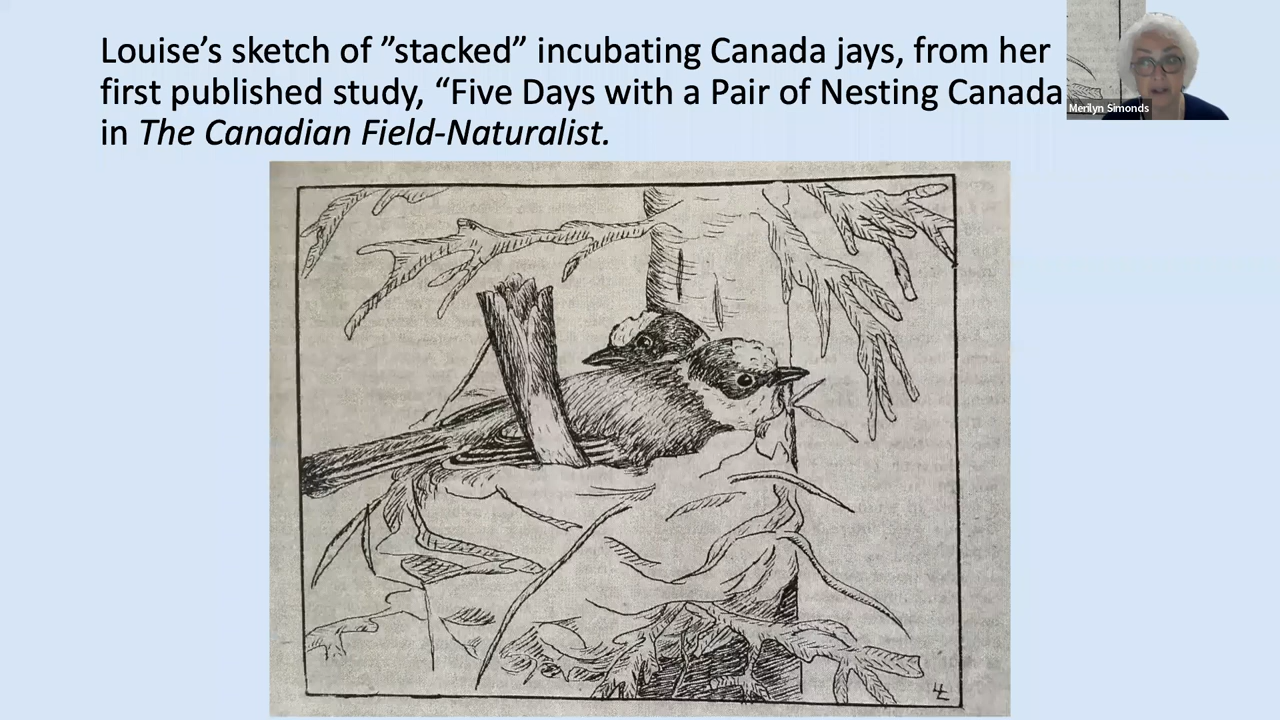 Louise’s sketch of ”stacked” incubating Canada jays, from her
first published study, “Five Days with a Pair of Nesting Canada
in The Canadian Field-Naturalist.
Merilyn Simonds